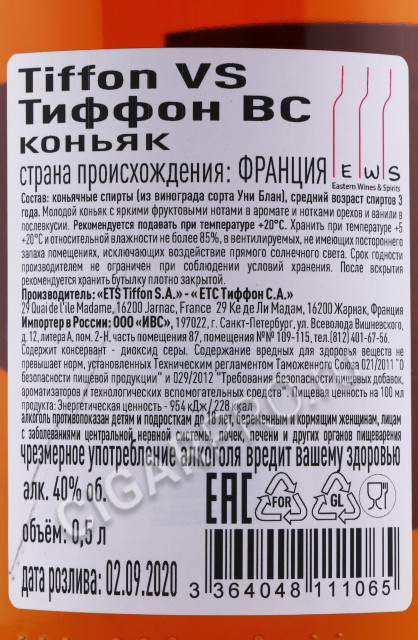 Tiffon VS
Тиффон ВС
КОНЬЯК
страна происхождения: ФРАНЦИЯ
E W S
Eastern Wines & Spirits
Состав: коньячные спирты (из винограда сорта Уни Блан), средний возраст спиртов 3
года. Молодой коньяк с яркими фруктовыми нотами в аромате и нотками орехов и ванили в
послевкусии. Рекомендуется подавать при температуре +20°C. Хранить при температуре +5
+20°C и относительной влажности не более 85%, в вентилируемых, не имеющих постороннего
запаха помещениях, исключающих воздействие прямого солнечного света. Срок годности
производителем не ограничен при соблюдении условий хранения. После вскрытия
рекомендуется хранить бутылку плотно закрытой.
Производитель: «ETS Tiffon S.A.» - «ЕТС Тиффон С.А.»
29 Quai de L'ile Madame, 16200 Jarnac, France 29 Ке Де Ли Мадам, 16200 Жарнак, Франция
Импортер в России: ООО «ИВС», 197022, г. Санкт-Петербург, ул. Всеволода Вишневского,
д. 12, литера А, пом. 2-Н, часть помещения 87, помещения №№ 109-115, тел.(812) 401-67-56.
Содержит консервант - диоксид серы. Содержание вредных для здоровья веществ не
превышает норм, установленных Техническим регламентом Таможенного Союза 021/2011 "О
безопасности пищевой продукции" и 029/2012 "Требования безопасности пищевых добавок,
ароматизаторов и технологических вспомогательных средств". Пищевая ценность на 100 мл
продукта: Энергетическая ценность - 954 кДж / 228 ккал
алкоголь противопоказан детям и подросткам до 18 лет, беременным и кормящим женщинам, лицам
с заболеваниями центральной нервной системы, почек, печени и других органов пищеварения
чрезмерное употребление алкоголя вредит вашему здоровью
алк. 40% об.
EAC
FOR
GL
объём: 0,5 л
дата розлива: 02.09.2020
3 364048 111065